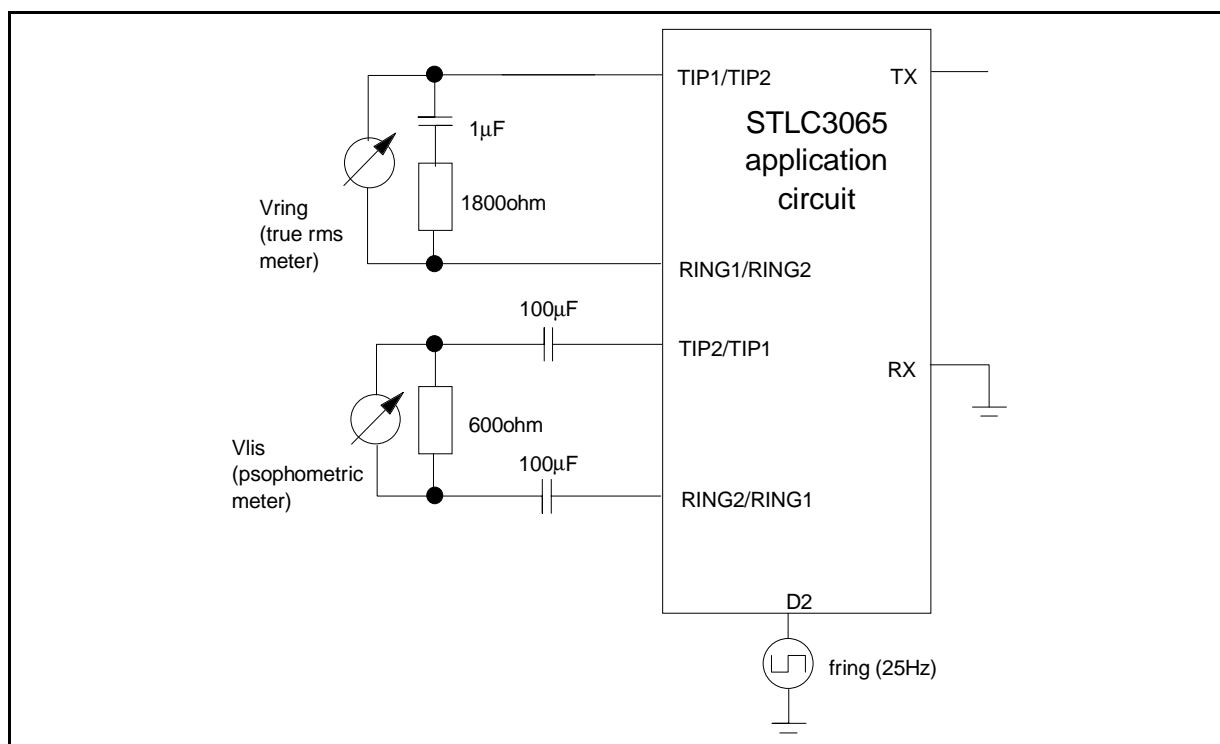 TIP1/TIP2
TX
STLC3065
application
circuit
1μF
1800ohm
Vring
(true rms
meter)
RING1/RING2
100μF
TIP2/TIP1
RX
600ohm
Vlis
(psophometric
meter)
100μF
RING2/RING1
D2
fring (25Hz)